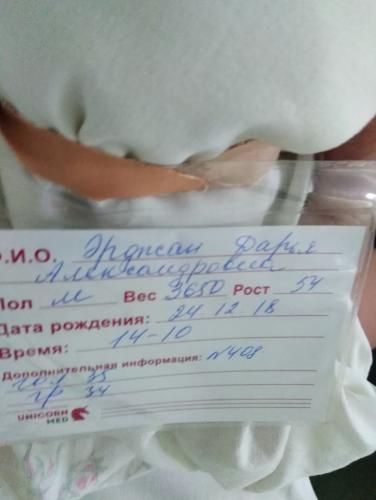 Ф.И.О. Эрджан Дарья
Александровна
Пол м Вес 3650 Рост 54
Дата рождения: 24 12 18
Время: 14-10
Дополнительная информация: №408
гол 35
гр 34
UNICORN
MED